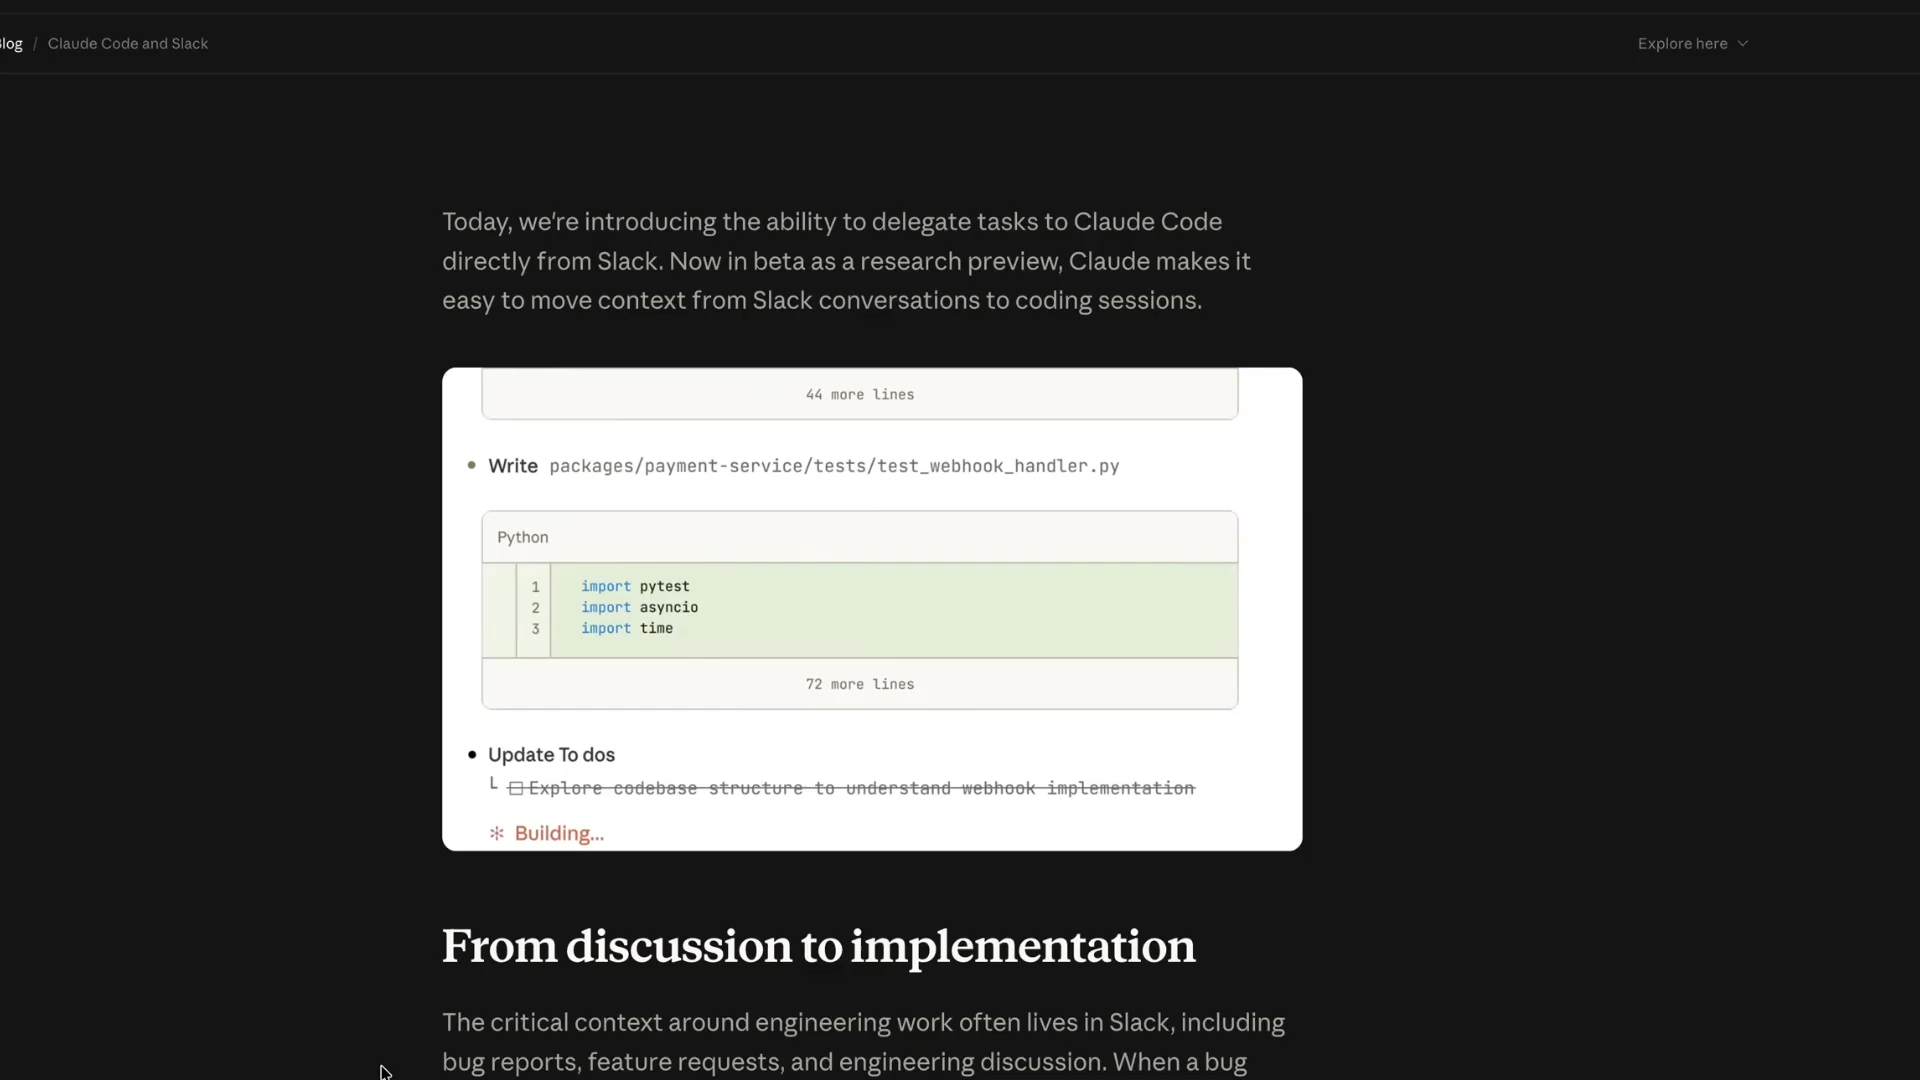 Blog / Claude Code and Slack
Explore here
Today, we're introducing the ability to delegate tasks to Claude Code
directly from Slack. Now in beta as a research preview, Claude makes it
easy to move context from Slack conversations to coding sessions.
44 more lines
Write packages/payment-service/tests/test_webhook_handler.py
Python
1 import pytest
2 import asyncio
3 import time
72 more lines
Update To dos
Explore codebase structure to understand webhook implementation
Building...
From discussion to implementation
The critical context around engineering work often lives in Slack, including
bug reports, feature requests, and engineering discussion. When a bug